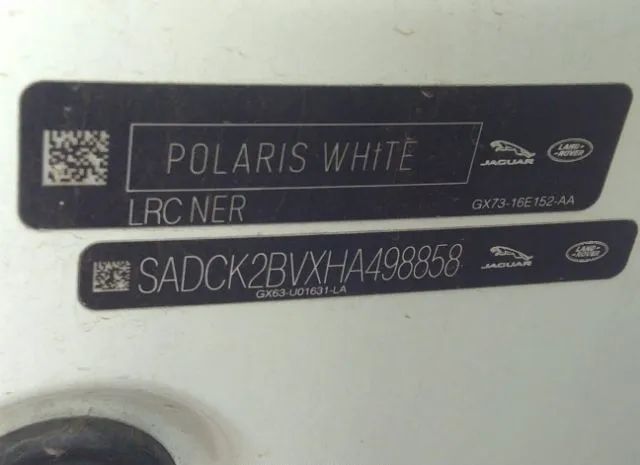 POLARIS WHITE
JAGUAR
LAND-
ROVER
LRC NER
GX73-16E152-AA
SADCK2BVXHA498858
JAGUAR
LAND-
ROVER
GX63-U01631-LA